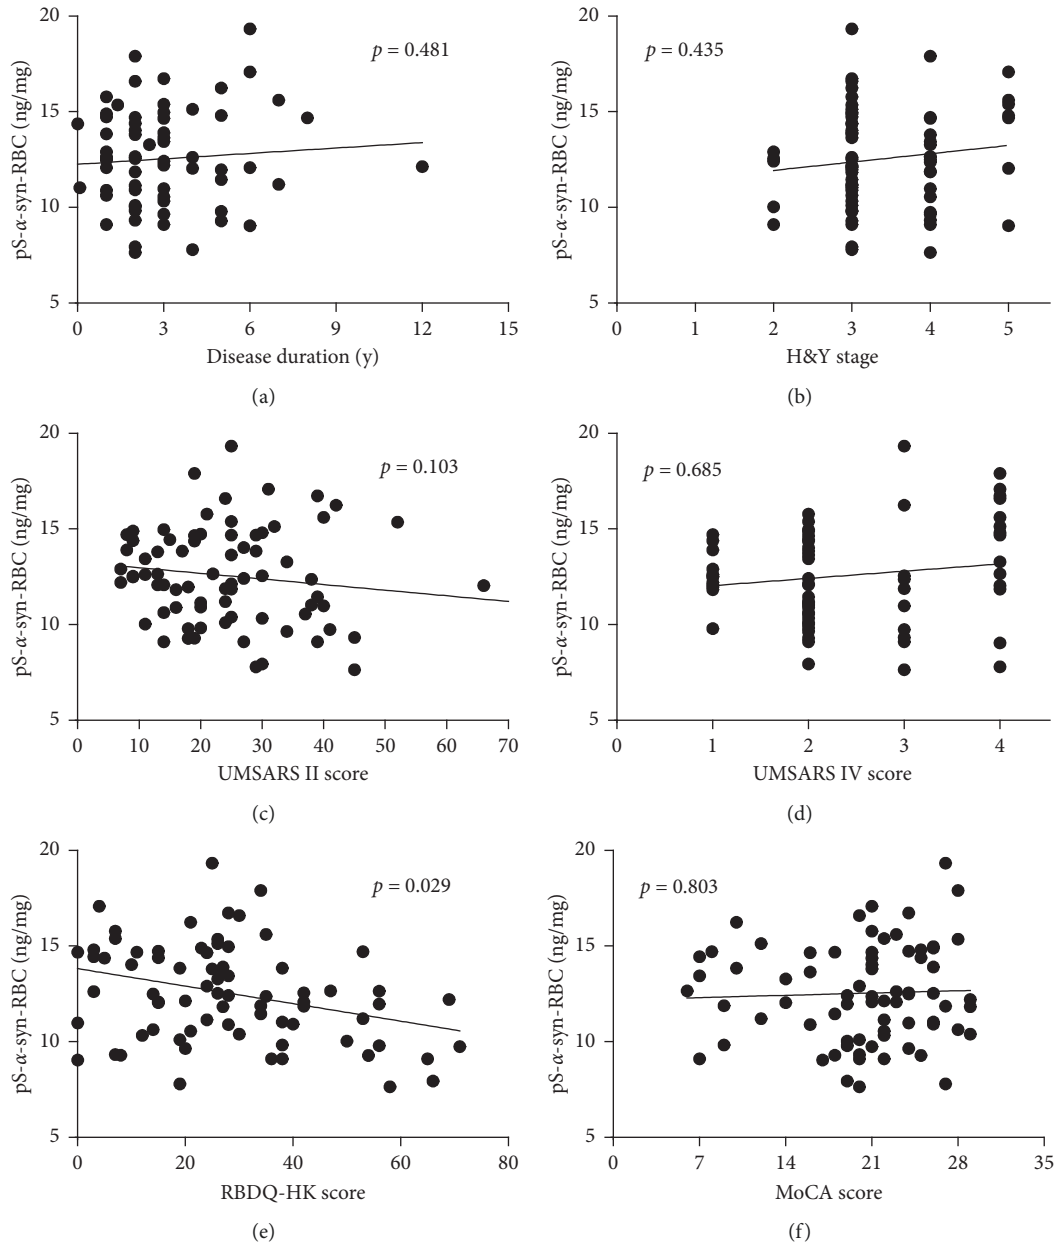 20
15
10
5
pS-α-syn-RBC (ng/mg)
p = 0.481
0 3 6 9 12 15
Disease duration (y)
(a)
20
15
10
5
pS-α-syn-RBC (ng/mg)
p = 0.435
0 1 2 3 4 5
H&Y stage
(b)
20
15
10
5
pS-α-syn-RBC (ng/mg)
p = 0.103
0 10 20 30 40 50 60 70
UMSARS II score
(c)
20
15
10
5
pS-α-syn-RBC (ng/mg)
p = 0.685
0 1 2 3 4
UMSARS IV score
(d)
20
15
10
5
pS-α-syn-RBC (ng/mg)
p = 0.029
0 20 40 60 80
RBDQ-HK score
(e)
20
15
10
5
pS-α-syn-RBC (ng/mg)
p = 0.803
0 7 14 21 28 35
MoCA score
(f)